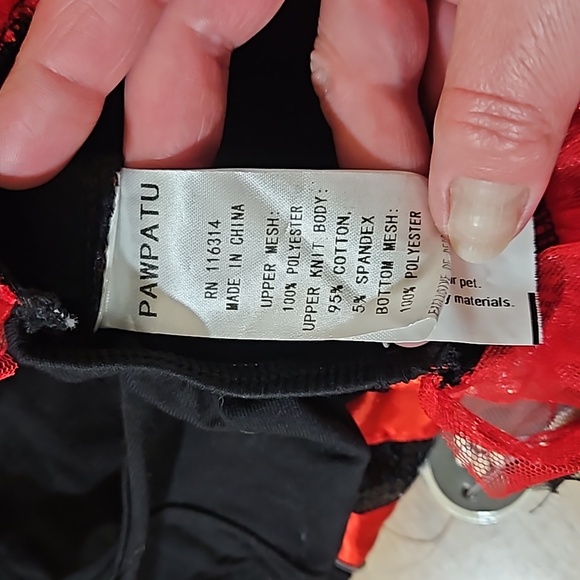 PAWPATU
RN 116314
MADE IN CHINA
UPPER MESH:
100% POLYESTER
UPPER KNIT BODY:
95% COTTON,
5% SPANDEX
BOTTOM MESH:
100% POLYESTER
pet.
materials.